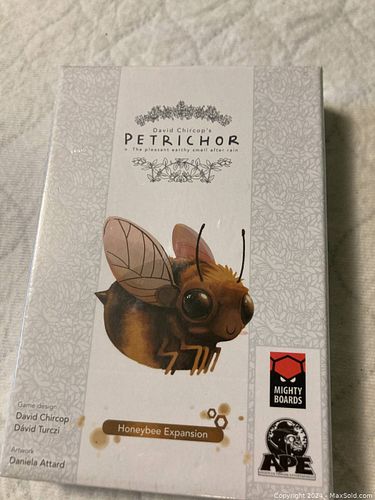 David Chircop's
PETRICHOR
n. The pleasant earthy smell after rain
Game design
David Chircop
Dávid Turczi
Artwork
Daniela Attard
Honeybee Expansion
MIGHTY
BOARDS
APE
Copyright 2024 - MaxSold.com